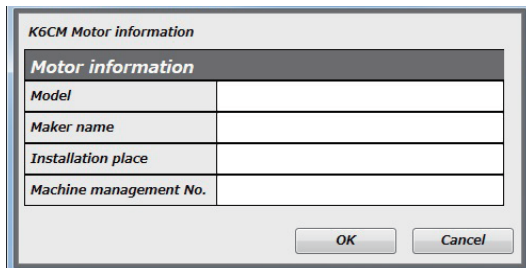 K6CM Motor information
Motor information
Model
Maker name
Installation place
Machine management No.
OK
Cancel